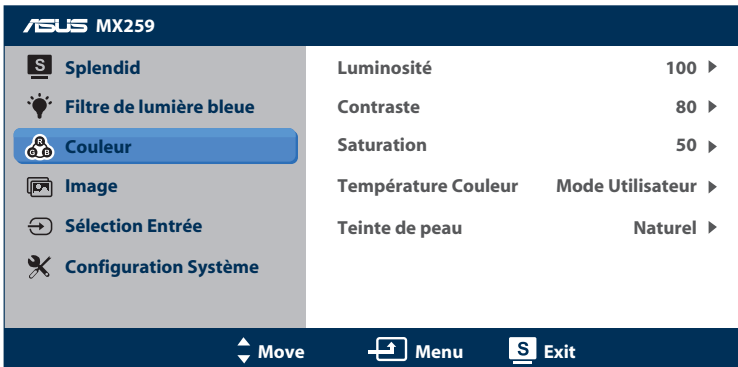 ASUS MX259
S Splendid
Filtre de lumière bleue
R G B Couleur
Image
Sélection Entrée
Configuration Système
Luminosité 100
Contraste 80
Saturation 50
Température Couleur Mode Utilisateur
Teinte de peau Naturel
Move Menu S Exit